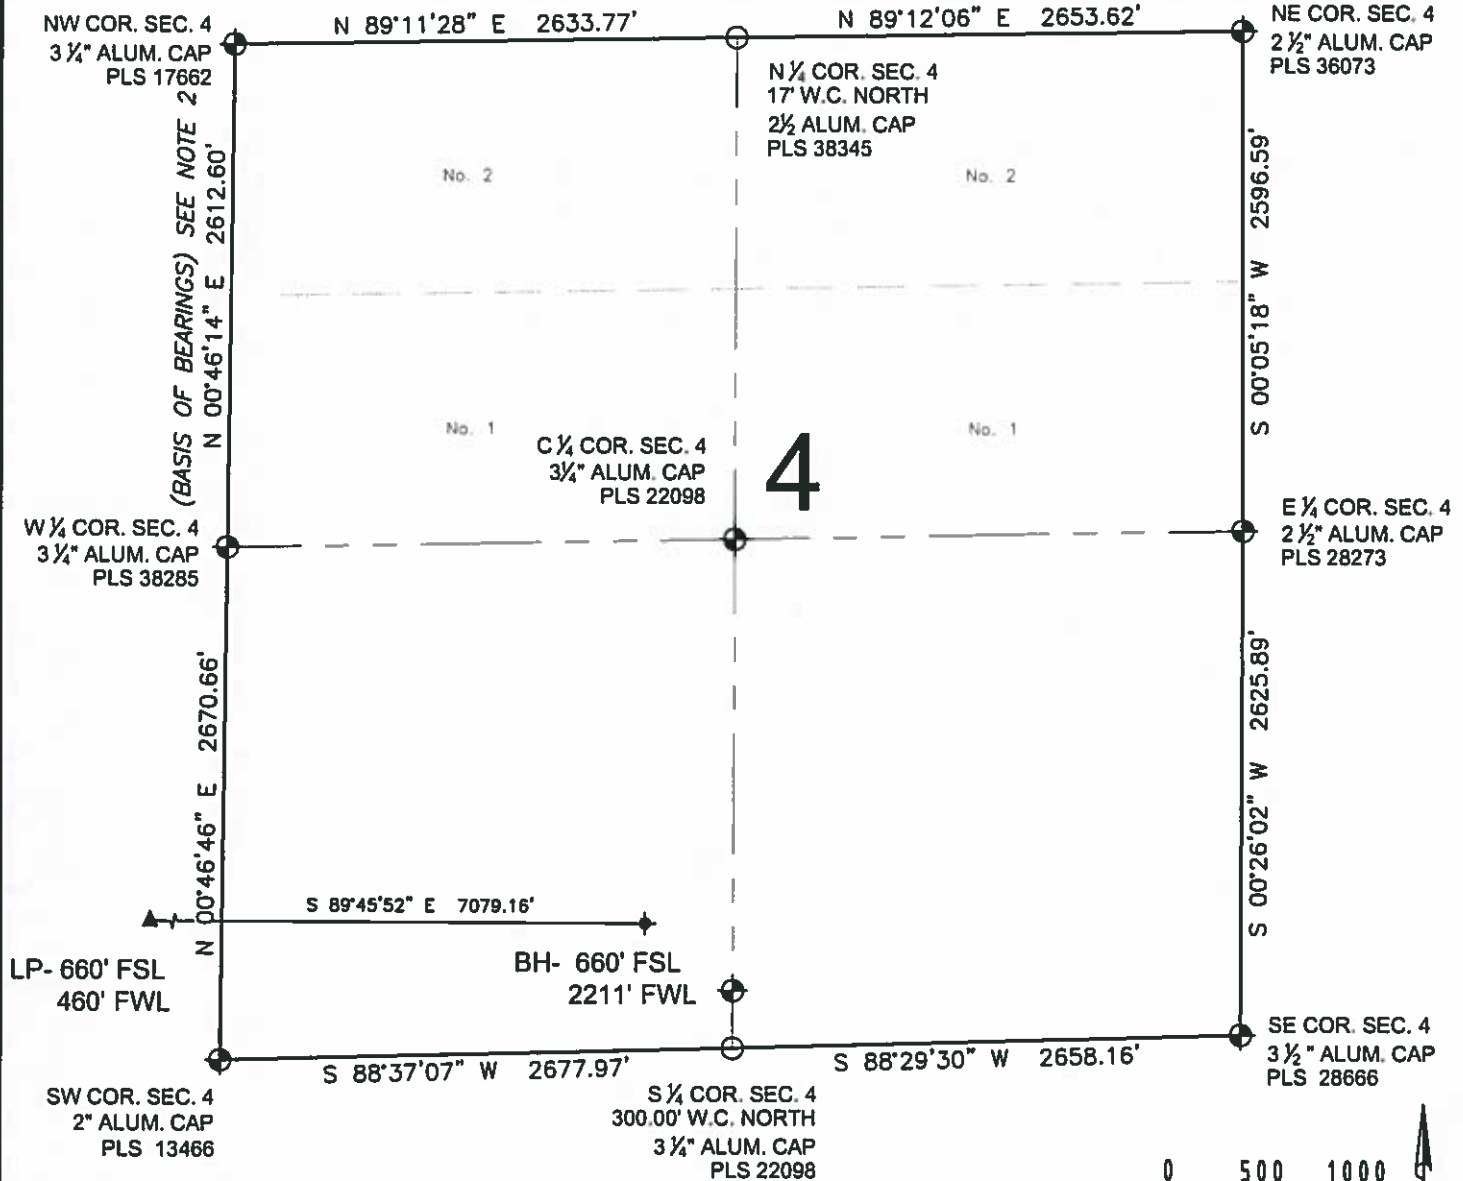 N 89°11'28" E 2633.77'
N 89°12'06" E 2653.62'
NW COR. SEC. 4
3 ¼" ALUM. CAP
PLS 17662
NE COR. SEC. 4
2 ½" ALUM. CAP
PLS 36073
N ¼ COR. SEC. 4
17' W.C. NORTH
2½ ALUM. CAP
PLS 38345
(BASIS OF BEARINGS) SEE NOTE 2
N 00°46'14" E 2612.60'
No. 2
No. 2
S 00°05'18" W 2596.59'
No. 1
No. 1
C ¼ COR. SEC. 4
3¼" ALUM. CAP
PLS 22098
4
W ¼ COR. SEC. 4
3 ¼" ALUM. CAP
PLS 38285
E ¼ COR. SEC. 4
2 ½" ALUM. CAP
PLS 28273
N 00°46'46" E 2670.66'
S 00°26'02" W 2625.89'
S 89°45'52" E 7079.16'
LP- 660' FSL
460' FWL
BH- 660' FSL
2211' FWL
SW COR. SEC. 4
2" ALUM. CAP
PLS 13466
S 88°37'07" W 2677.97'
S ¼ COR. SEC. 4
300.00' W.C. NORTH
3 ¼" ALUM. CAP
PLS 22098
S 88°29'30" W 2658.16'
SE COR. SEC. 4
3 ½" ALUM. CAP
PLS 28666
0 500 1000